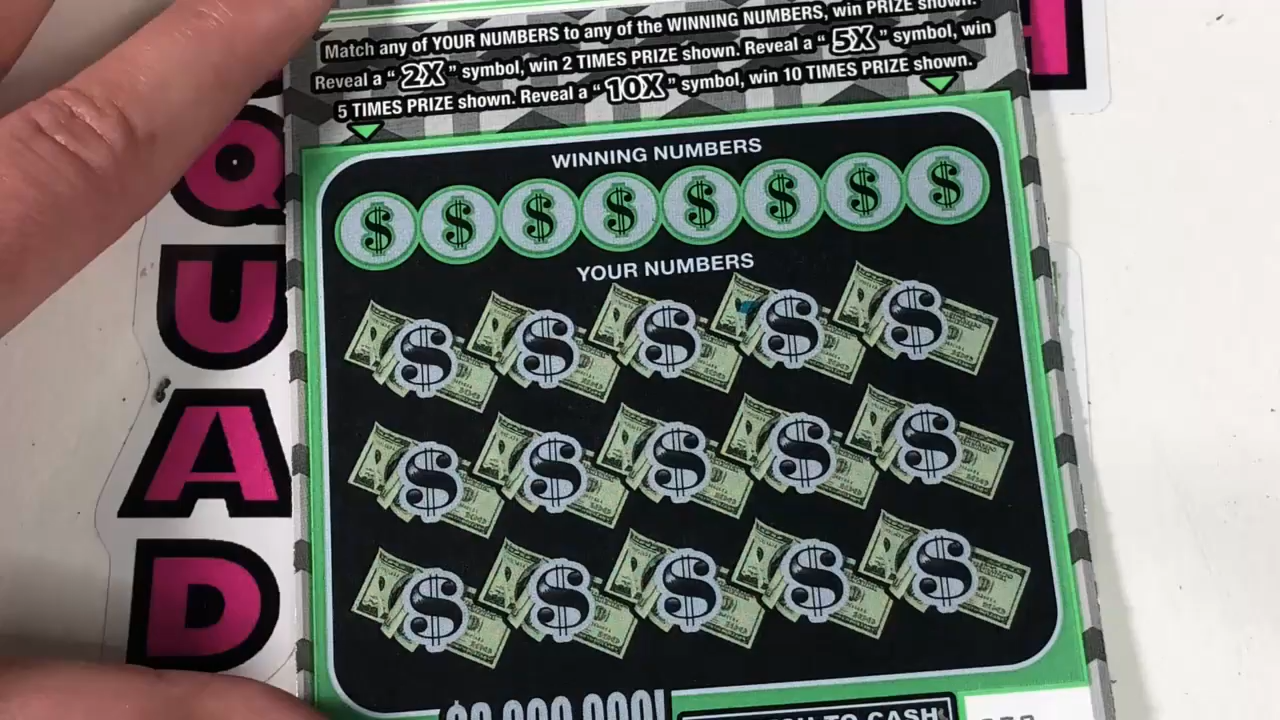 Match any of YOUR NUMBERS to any of the WINNING NUMBERS, win PRIZE shown.
Reveal a " 2X " symbol, win 2 TIMES PRIZE shown. Reveal a " 5X " symbol, win
5 TIMES PRIZE shown. Reveal a " 10X " symbol, win 10 TIMES PRIZE shown.
WINNING NUMBERS
$ $ $ $ $ $ $ $
YOUR NUMBERS
$ $ $ $ $
$ $ $ $ $
$ $ $ $ $
TO CASH
QUAD